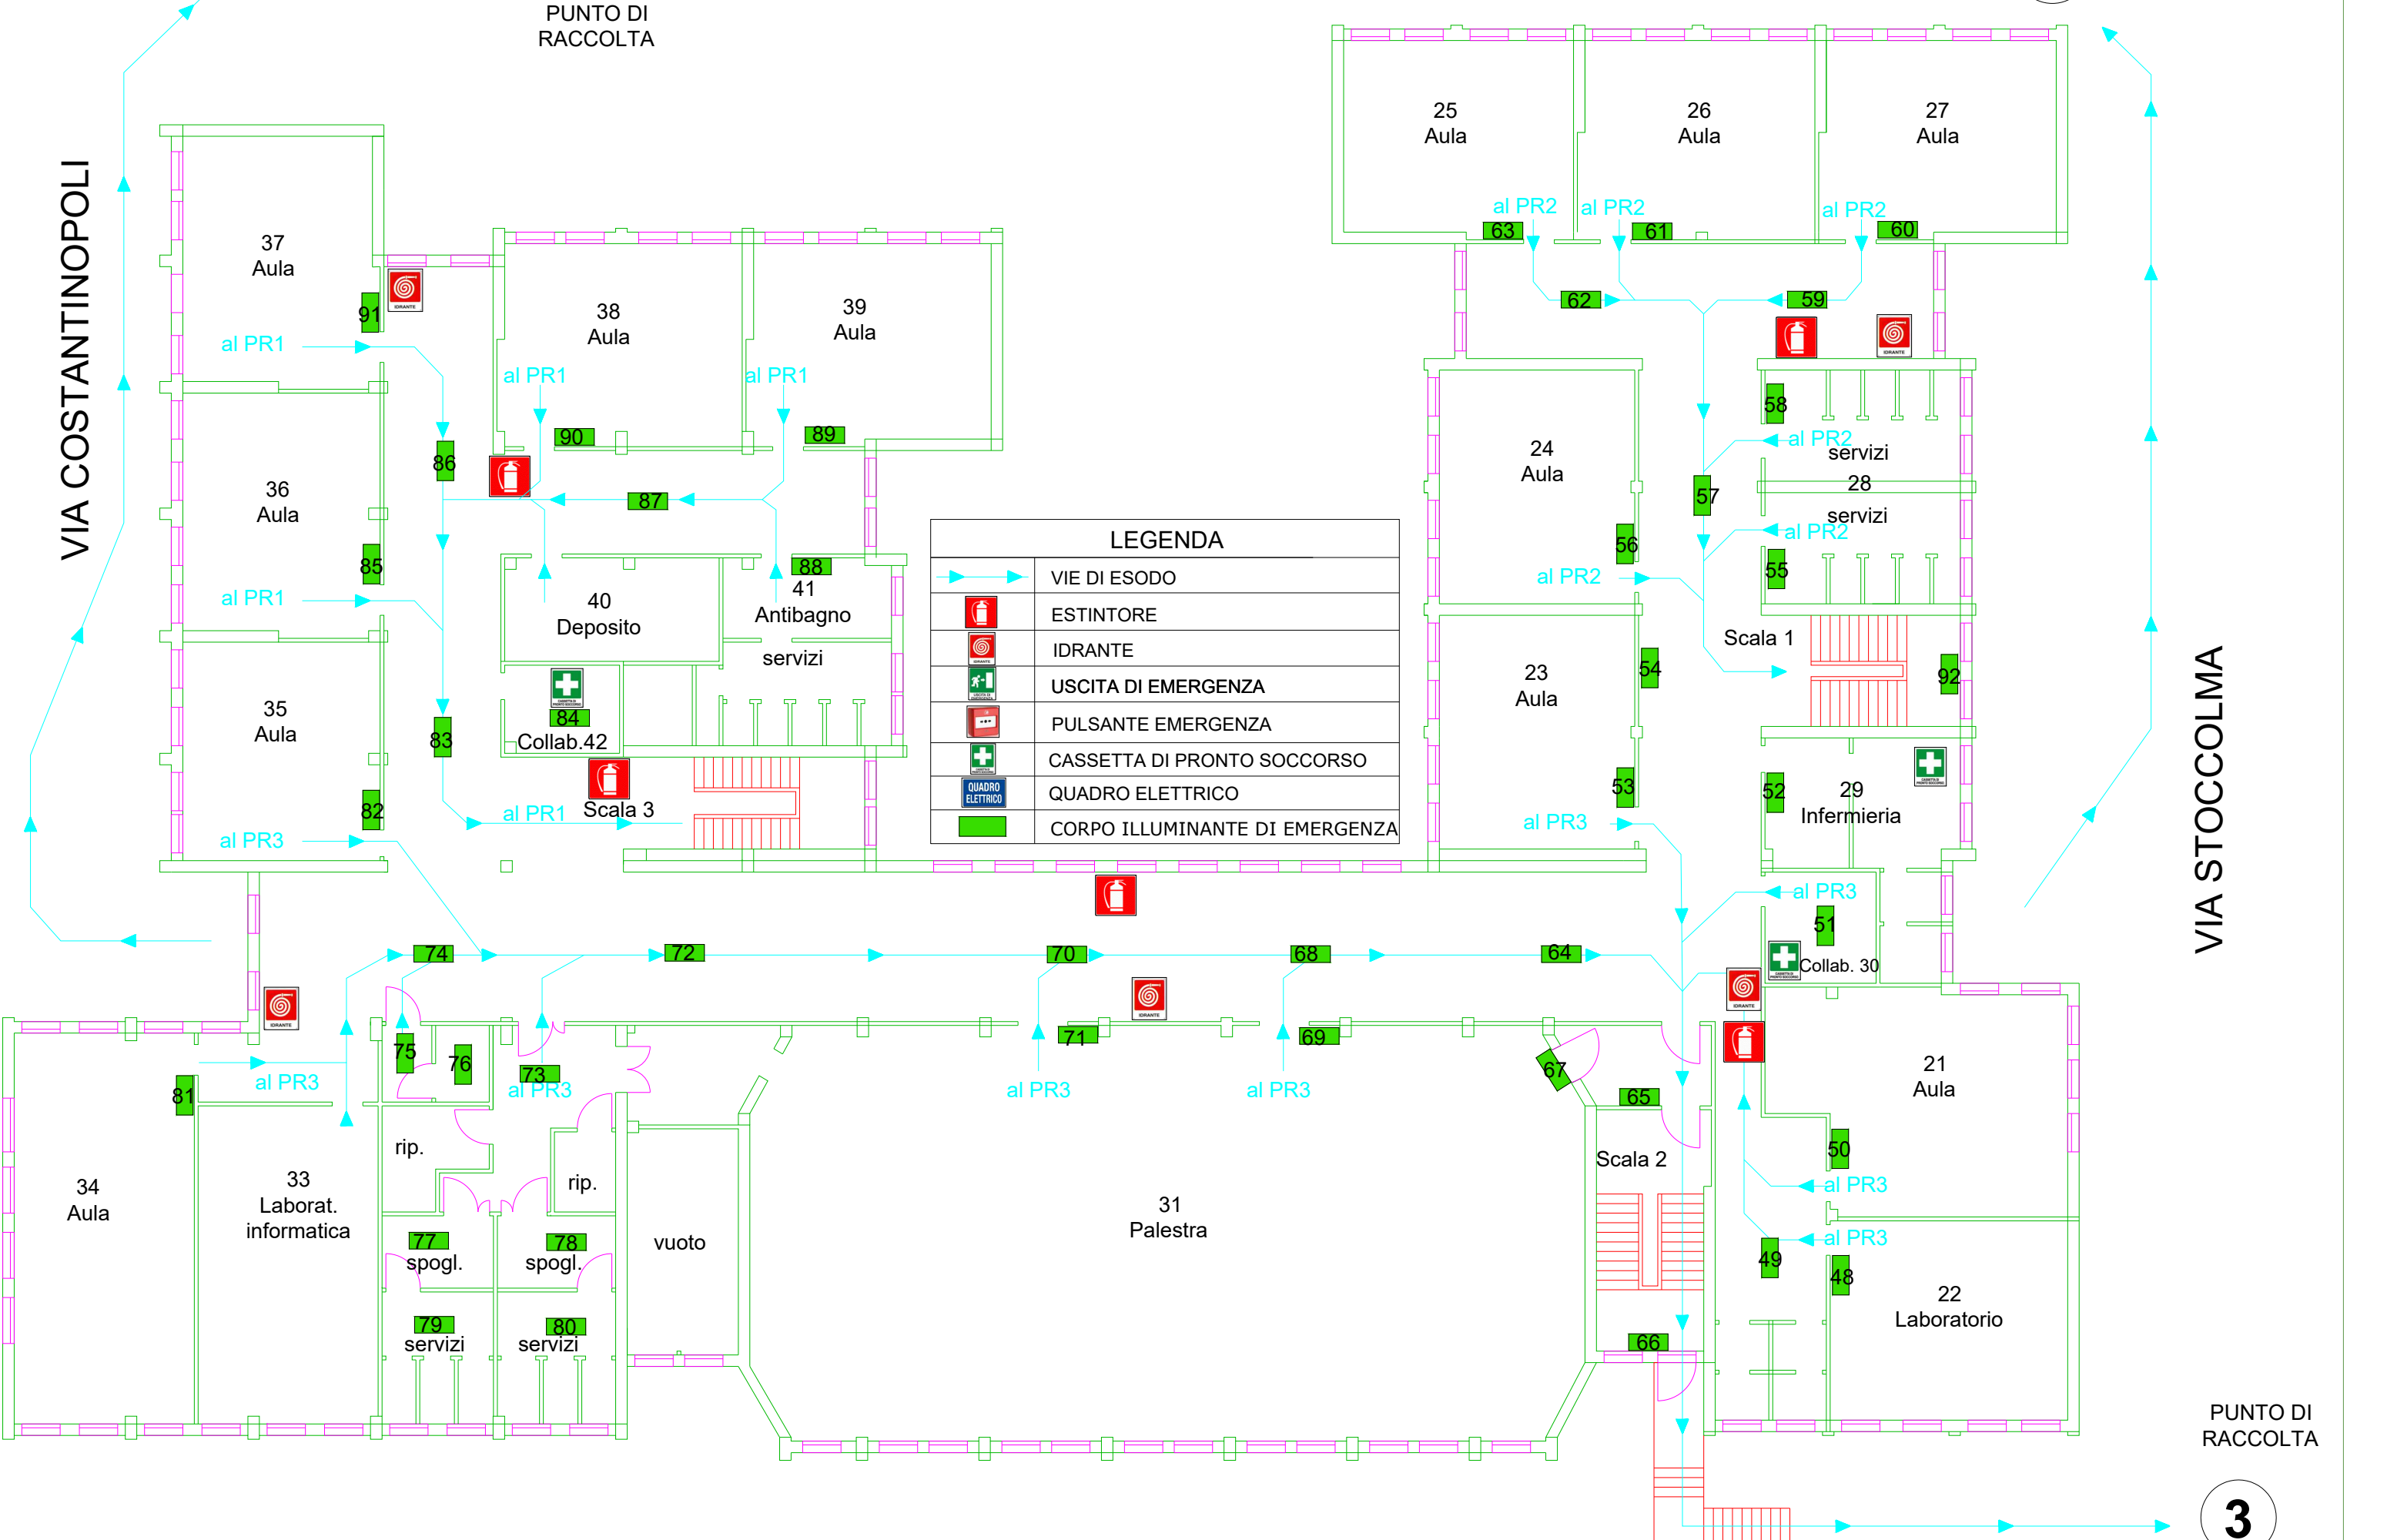 PUNTO DI
RACCOLTA
VIA COSTANTINOPOLI
37
Aula
91
IDRANTE
al PR1
38
Aula
39
Aula
al PR1
al PR1
90
89
86
36
Aula
85
87
88
al PR1
40
Deposito
41
Antibagno
servizi
84
Collab.42
35
Aula
83
82
Scala 3
al PR1
al PR3
25
Aula
26
Aula
27
Aula
al PR2
al PR2
al PR2
63
61
60
62
59
IDRANTE
58
al PR2
servizi
24
Aula
57
28
servizi
al PR2
56
55
al PR2
Scala 1
23
Aula
54
92
53
52
29
Infermieria
al PR3
al PR3
51
Collab. 30
VIA STOCCOLMA
LEGENDA
VIE DI ESODO
ESTINTORE
IDRANTE
IDRANTE
USCITA DI EMERGENZA
PULSANTE EMERGENZA
CASSETTA DI PRONTO SOCCORSO
QUADRO
ELETTRICO
QUADRO ELETTRICO
CORPO ILLUMINANTE DI EMERGENZA
74
72
70
68
64
IDRANTE
IDRANTE
IDRANTE
75
76
73
71
69
67
65
al PR3
al PR3
al PR3
al PR3
81
rip.
rip.
34
Aula
33
Laborat.
informatica
77
spogl.
78
spogl.
79
servizi
80
servizi
vuoto
31
Palestra
Scala 2
66
21
Aula
50
al PR3
al PR3
49
48
22
Laboratorio
PUNTO DI
RACCOLTA
3